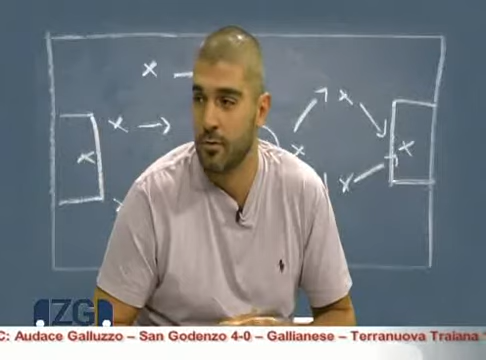 ZG
C: Audace Galluzzo – San Godenzo 4-0 – Gallianese – Terranuova Traiana